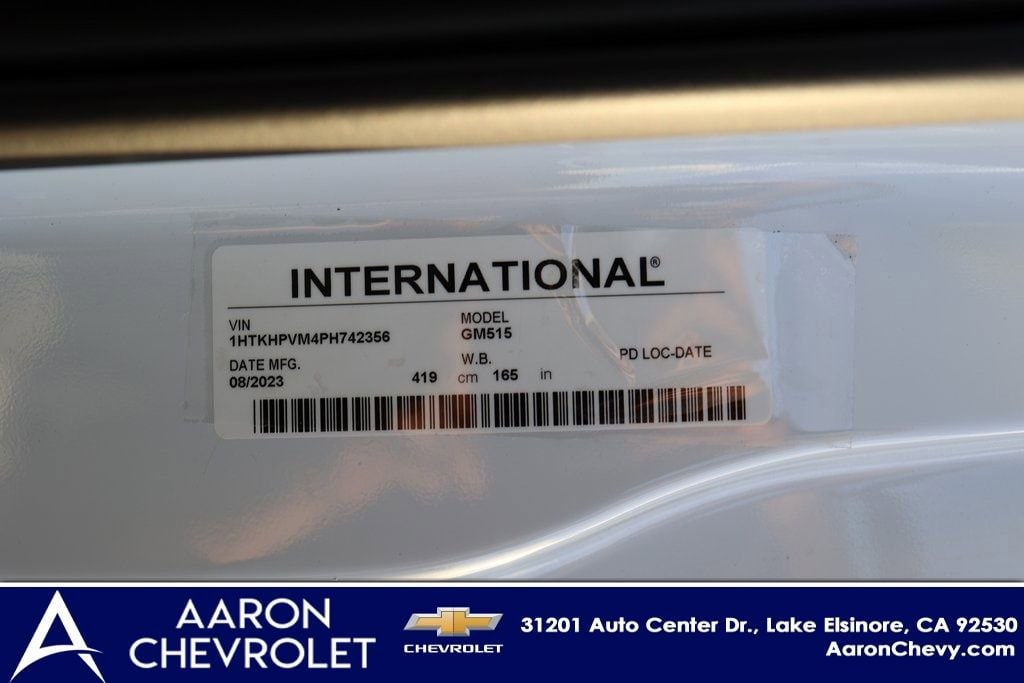 INTERNATIONAL®
VIN
1HTKHPVM4PH742356
MODEL
GM515
DATE MFG.
08/2023
W.B.
419 cm 165 in
PD LOC-DATE
AARON
CHEVROLET
CHEVROLET
31201 Auto Center Dr., Lake Elsinore, CA 92530
AaronChevy.com